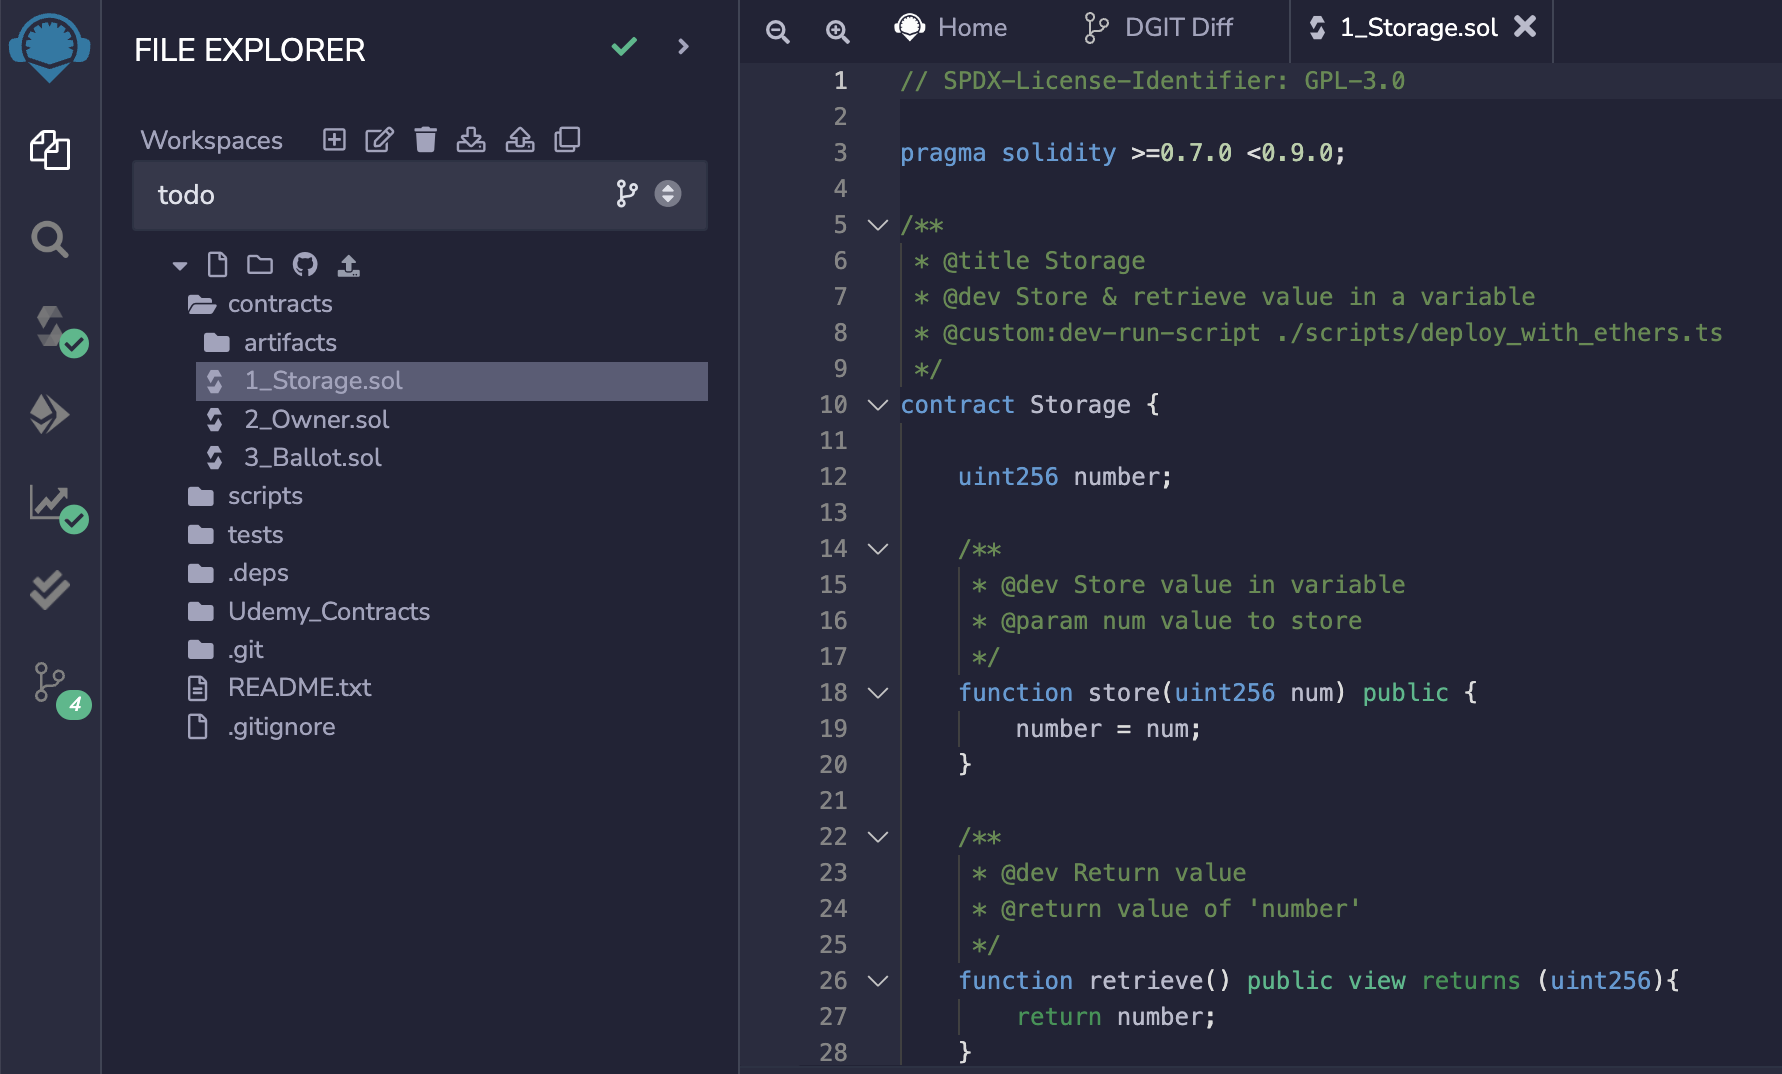 FILE EXPLORER
Workspaces
todo
contracts
artifacts
1_Storage.sol
2_Owner.sol
3_Ballot.sol
scripts
tests
.deps
Udemy_Contracts
.git
README.txt
.gitignore
4
Home
DGIT Diff
1_Storage.sol
1 // SPDX-License-Identifier: GPL-3.0
2
3 pragma solidity >=0.7.0 <0.9.0;
4
5 /**
6  * @title Storage
7  * @dev Store & retrieve value in a variable
8  * @custom:dev-run-script ./scripts/deploy_with_ethers.ts
9  */
10 contract Storage {
11
12     uint256 number;
13
14     /**
15      * @dev Store value in variable
16      * @param num value to store
17      */
18     function store(uint256 num) public {
19         number = num;
20     }
21
22     /**
23      * @dev Return value
24      * @return value of 'number'
25      */
26     function retrieve() public view returns (uint256){
27         return number;
28     }